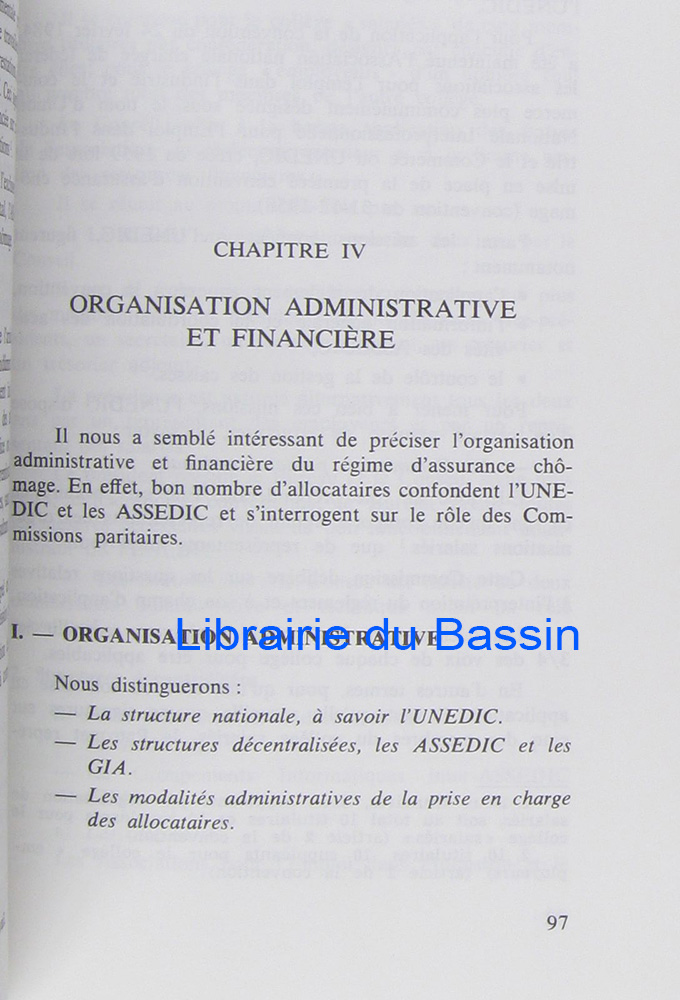 CHAPITRE IV
ORGANISATION ADMINISTRATIVE
ET FINANCIÈRE
Il nous a semblé intéressant de préciser l'organisation
administrative et financière du régime d'assurance chô-
mage. En effet, bon nombre d'allocataires confondent l'UNE-
DIC et les ASSEDIC et s'interrogent sur le rôle des Com-
missions paritaires.
I. — ORGANISATION ADMINISTRATIVE
Librairie du Bassin
Nous distinguerons :
— La structure nationale, à savoir l'UNEDIC.
— Les structures décentralisées, les ASSEDIC et les
GIA.
— Les modalités administratives de la prise en charge
des allocataires.
97